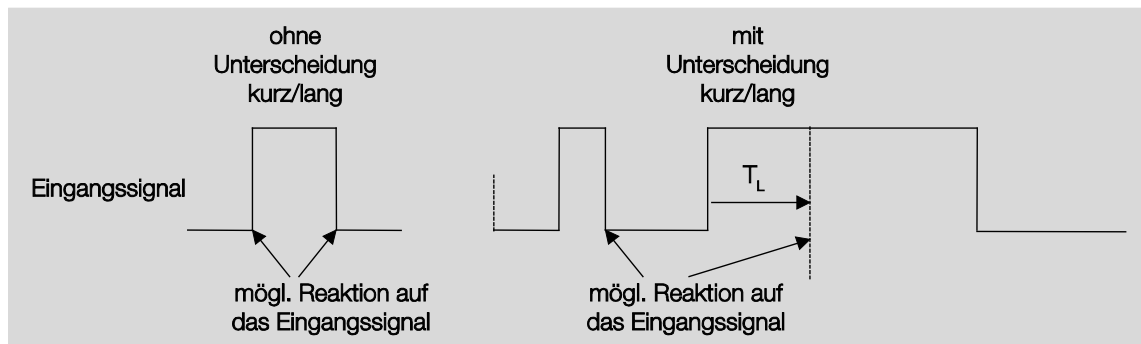 ohne
Unterscheidung
kurz/lang
mit
Unterscheidung
kurz/lang
Eingangssignal
TL
mögl. Reaktion auf
das Eingangssignal
mögl. Reaktion auf
das Eingangssignal